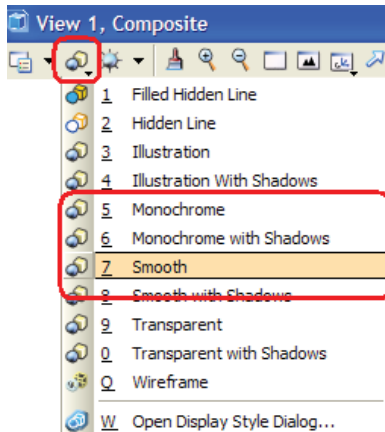 View 1, Composite
1 Filled Hidden Line
2 Hidden Line
3 Illustration
4 Illustration With Shadows
5 Monochrome
6 Monochrome with Shadows
7 Smooth
8 Smooth with Shadows
9 Transparent
0 Transparent with Shadows
Q Wireframe
W Open Display Style Dialog...